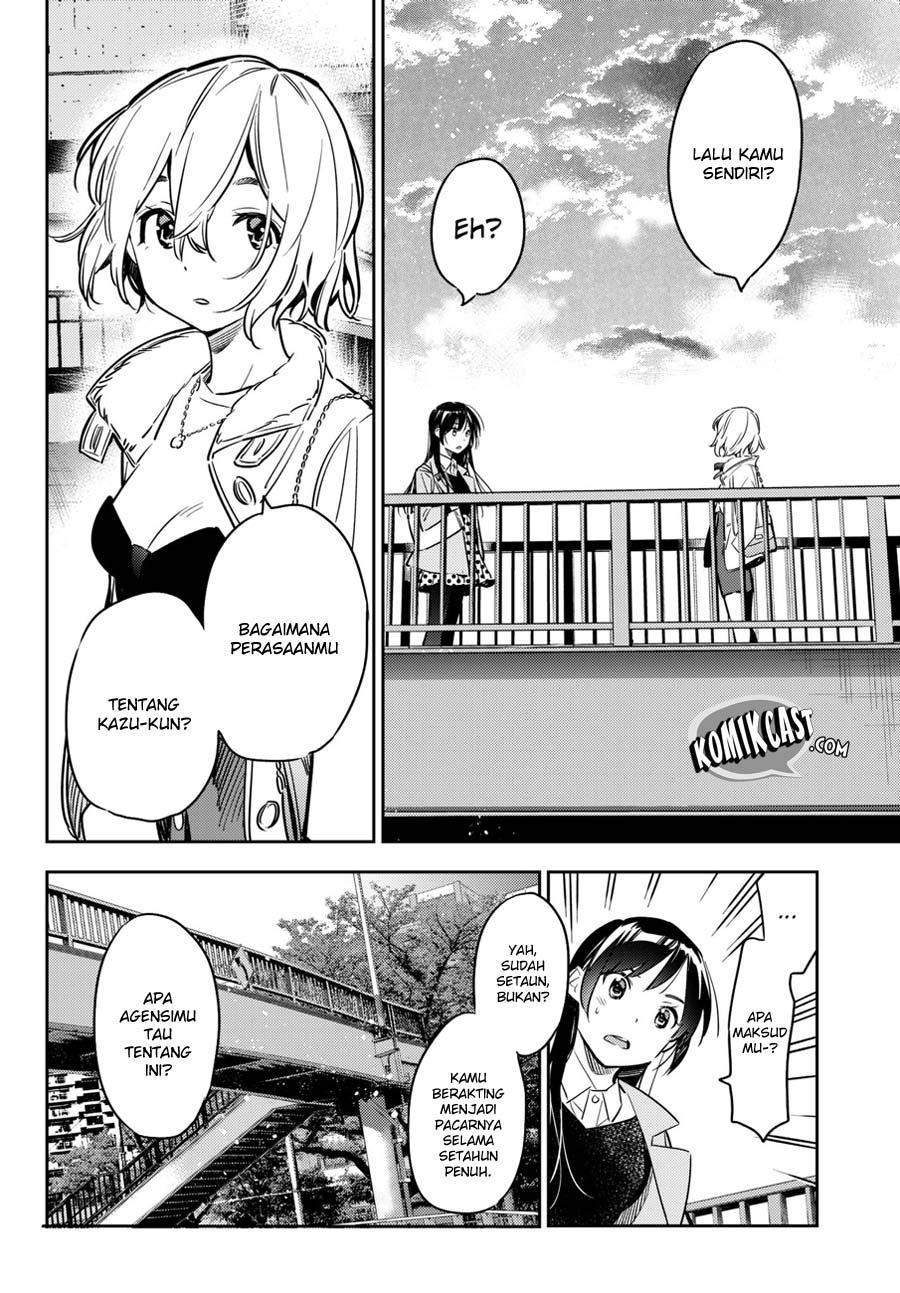 LALU KAMU
SENDIRI?
Eh?
BAGAIMANA
PERASAANMU
TENTANG
KAZU-KUN?
KOMIKCAST
.COM
...
APA
MAKSUD
MU-?
YAH,
SUDAH
SETAUN,
BUKAN?
KAMU
BERAKTING
MENJADI
PACARNYA
SELAMA
SETAHUN
PENUH.
APA
AGENSIMU
TAU
TENTANG
INI?